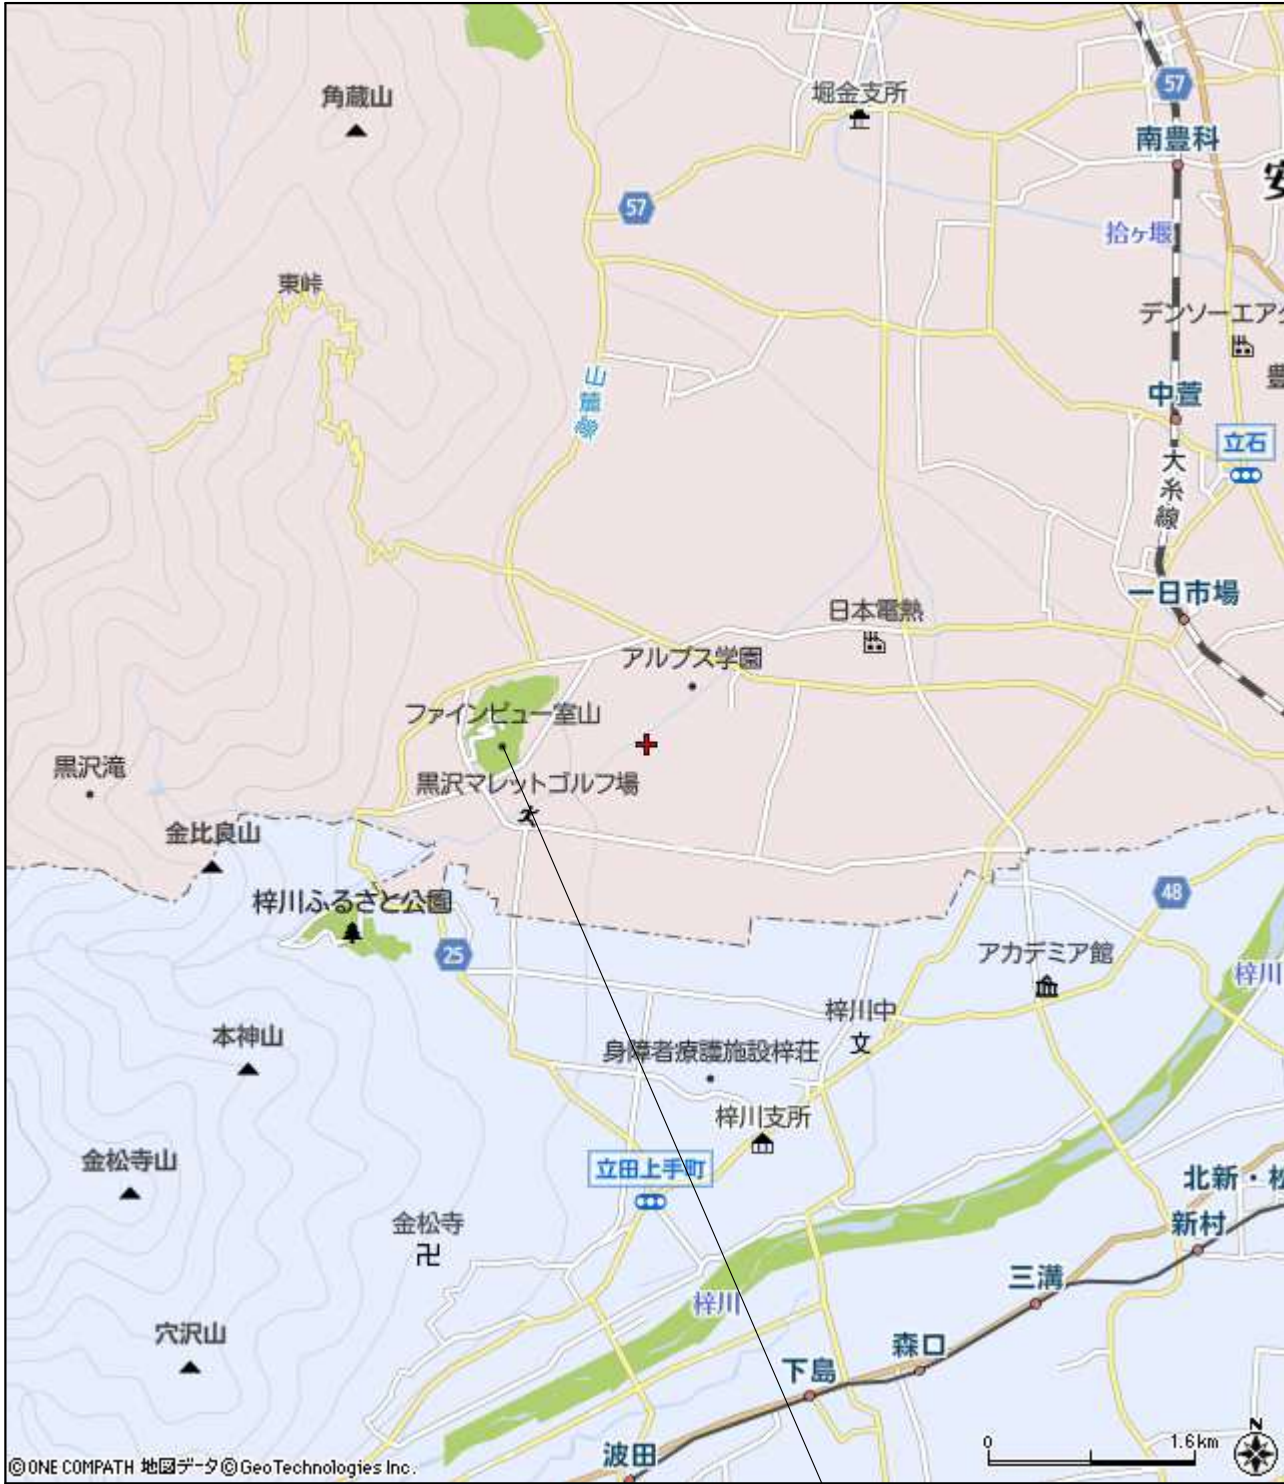 角蔵山
堀金支所
57
南豊科
安
57
拾ヶ堰
東峠
デンソーエア
山麓線
中萱
立石
大糸線
一日市場
日本電熱
アルプス学園
ファインビュー室山
黒沢滝
黒沢マレットゴルフ場
金比良山
梓川ふるさと公園
48
25
アカデミア館
梓川
梓川中
文
本神山
身障者療護施設梓荘
梓川支所
金松寺山
立田上手町
北新・松
金松寺
卍
新村
三溝
梓川
穴沢山
森口
下島
波田
0 1.6km
N
©ONE COMPATH 地図データ©GeoTechnologies Inc.